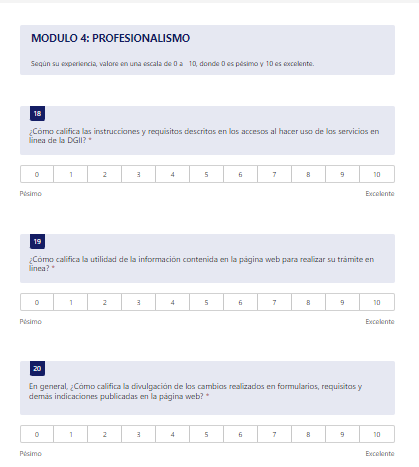 MODULO 4: PROFESIONALISMO
Según su experiencia, valore en una escala de 0 a 10, donde 0 es pésimo y 10 es excelente.
18
¿Cómo califica las instrucciones y requisitos descritos en los accesos al hacer uso de los servicios en
línea de la DGII? *
0 1 2 3 4 5 6 7 8 9 10
Pésimo Excelente
19
¿Cómo califica la utilidad de la información contenida en la página web para realizar su trámite en
línea? *
0 1 2 3 4 5 6 7 8 9 10
Pésimo Excelente
20
En general, ¿Cómo califica la divulgación de los cambios realizados en formularios, requisitos y
demás indicaciones publicadas en la página web? *
0 1 2 3 4 5 6 7 8 9 10
Pésimo Excelente